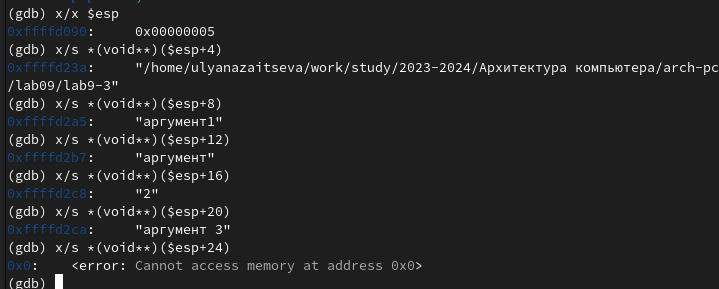 (gdb) x/x $esp
0xffffd090:     0x00000005
(gdb) x/s *(void**)($esp+4)
0xffffd23a:     "/home/ulyanazaitseva/work/study/2023-2024/Архитектура компьютера/arch-pc
/lab09/lab9-3"
(gdb) x/s *(void**)($esp+8)
0xffffd2a5:     "аргумент1"
(gdb) x/s *(void**)($esp+12)
0xffffd2b7:     "аргумент"
(gdb) x/s *(void**)($esp+16)
0xffffd2c8:     "2"
(gdb) x/s *(void**)($esp+20)
0xffffd2ca:     "аргумент 3"
(gdb) x/s *(void**)($esp+24)
0x0:    <error: Cannot access memory at address 0x0>
(gdb)